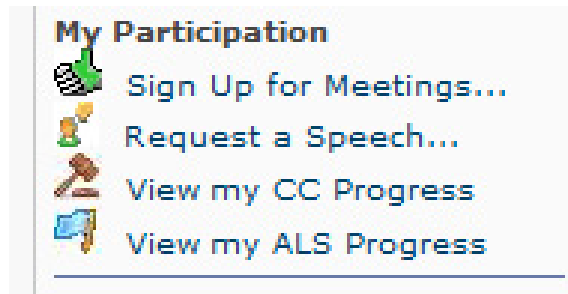 My Participation
Sign Up for Meetings...
Request a Speech...
View my CC Progress
View my ALS Progress